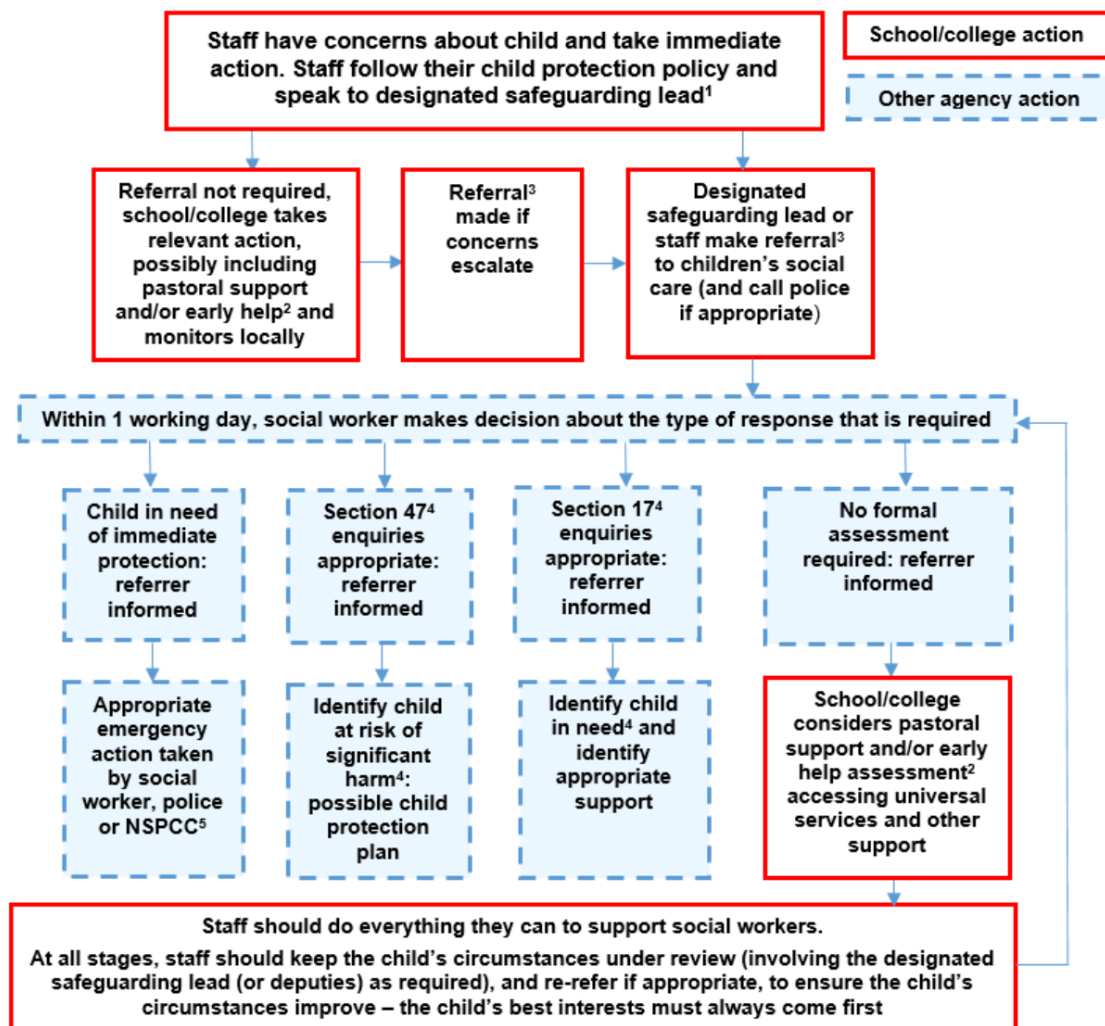 Staff have concerns about child and take immediate
action. Staff follow their child protection policy and
speak to designated safeguarding lead¹
School/college action
Other agency action
Referral not required,
school/college takes
relevant action,
possibly including
pastoral support
and/or early help² and
monitors locally
Referral³
made if
concerns
escalate
Designated
safeguarding lead or
staff make referral³
to children’s social
care (and call police
if appropriate)
Within 1 working day, social worker makes decision about the type of response that is required
Child in need
of immediate
protection:
referrer
informed
Section 47⁴
enquiries
appropriate:
referrer
informed
Section 17⁴
enquiries
appropriate:
referrer
informed
No formal
assessment
required: referrer
informed
Appropriate
emergency
action taken
by social
worker, police
or NSPCC⁵
Identify child
at risk of
significant
harm⁴:
possible child
protection
plan
Identify child
in need⁴ and
identify
appropriate
support
School/college
considers pastoral
support and/or early
help assessment²
accessing universal
services and other
support
Staff should do everything they can to support social workers.
At all stages, staff should keep the child’s circumstances under review (involving the designated
safeguarding lead (or deputies) as required), and re-refer if appropriate, to ensure the child’s
circumstances improve – the child’s best interests must always come first